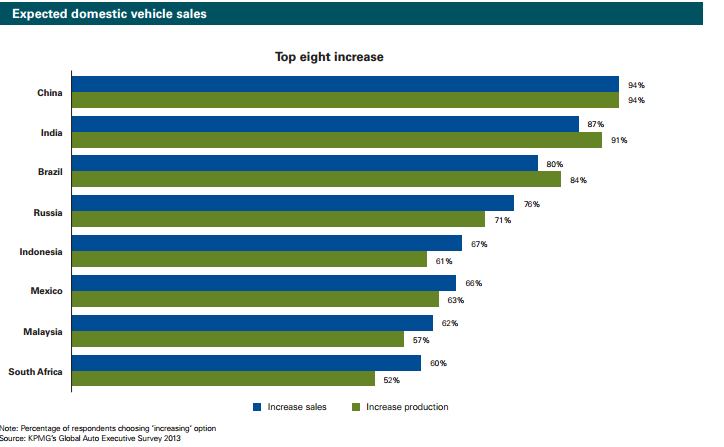 Expected domestic vehicle sales
Top eight increase
China
94%
94%
India
87%
91%
Brazil
80%
84%
Russia
76%
71%
Indonesia
67%
61%
Mexico
66%
63%
Malaysia
62%
57%
South Africa
60%
52%
Increase sales
Increase production
Note: Percentage of respondents choosing 'increasing' option
Source: KPMG's Global Auto Executive Survey 2013